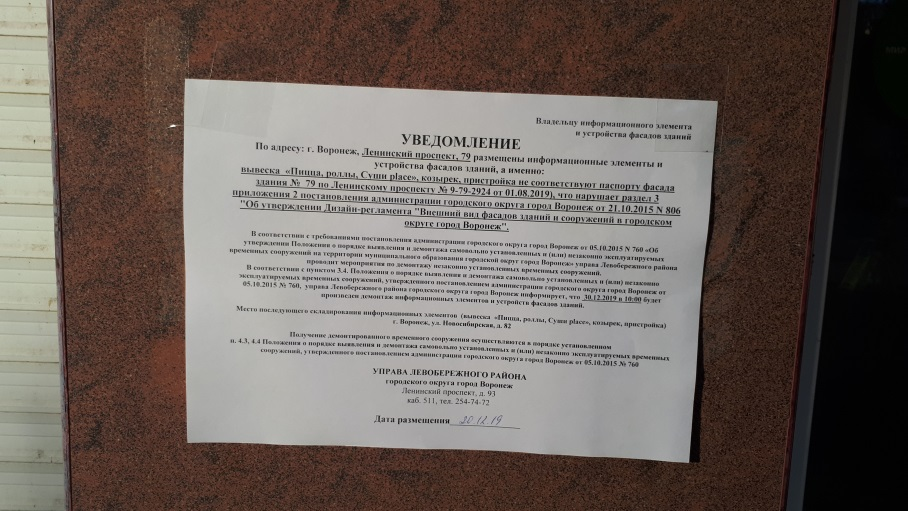 Владельцу информационного элемента
и устройства фасадов зданий
УВЕДОМЛЕНИЕ
По адресу: г. Воронеж, Ленинский проспект, 79 размещены информационные элементы и
устройства фасадов зданий, а именно:
вывеска «Пицца, роллы, Суши place», козырек, пристройка не соответствуют паспорту фасада
здания № 79 по Ленинскому проспекту № 9-79-2924 от 01.08.2019), что нарушает раздел 3
приложения 2 постановления администрации городского округа город Воронеж от 21.10.2015 N 806
"Об утверждении Дизайн-регламента "Внешний вид фасадов зданий и сооружений в городском
округе город Воронеж".
В соответствии с требованиями постановления администрации городского округа город Воронеж от 05.10.2015 N 760 «Об
утверждении Положения о порядке выявления и демонтажа самовольно установленных и (или) незаконно эксплуатируемых
временных сооружений на территории муниципального образования городской округ город Воронеж» управа Левобережного района
проводит мероприятия по демонтажу незаконно установленных временных сооружений.
В соответствии с пунктом 3.4. Положения о порядке выявления и демонтажа самовольно установленных и (или) незаконно
эксплуатируемых временных сооружений, утвержденного постановлением администрации городского округа город Воронеж от
05.10.2015 № 760, управа Левобережного района городского округа город Воронеж информирует, что 30.12.2019 в 10:00 будет
произведен демонтаж информационных элементов и устройств фасадов зданий.
Место последующего складирования информационных элементов (вывеска «Пицца, роллы, Суши place», козырек, пристройка)
г. Воронеж, ул. Новосибирская, д. 82
Получение демонтированного временного сооружения осуществляются в порядке установленном
п. 4.3, 4.4 Положения о порядке выявления и демонтажа самовольно установленных и (или) незаконно эксплуатируемых временных
сооружений, утвержденного постановлением администрации городского округа город Воронеж от 05.10.2015 № 760
УПРАВА ЛЕВОБЕРЕЖНОГО РАЙОНА
городского округа город Воронеж
Ленинский проспект, д. 93
каб. 511, тел. 254-74-72
Дата размещения 20.12.19